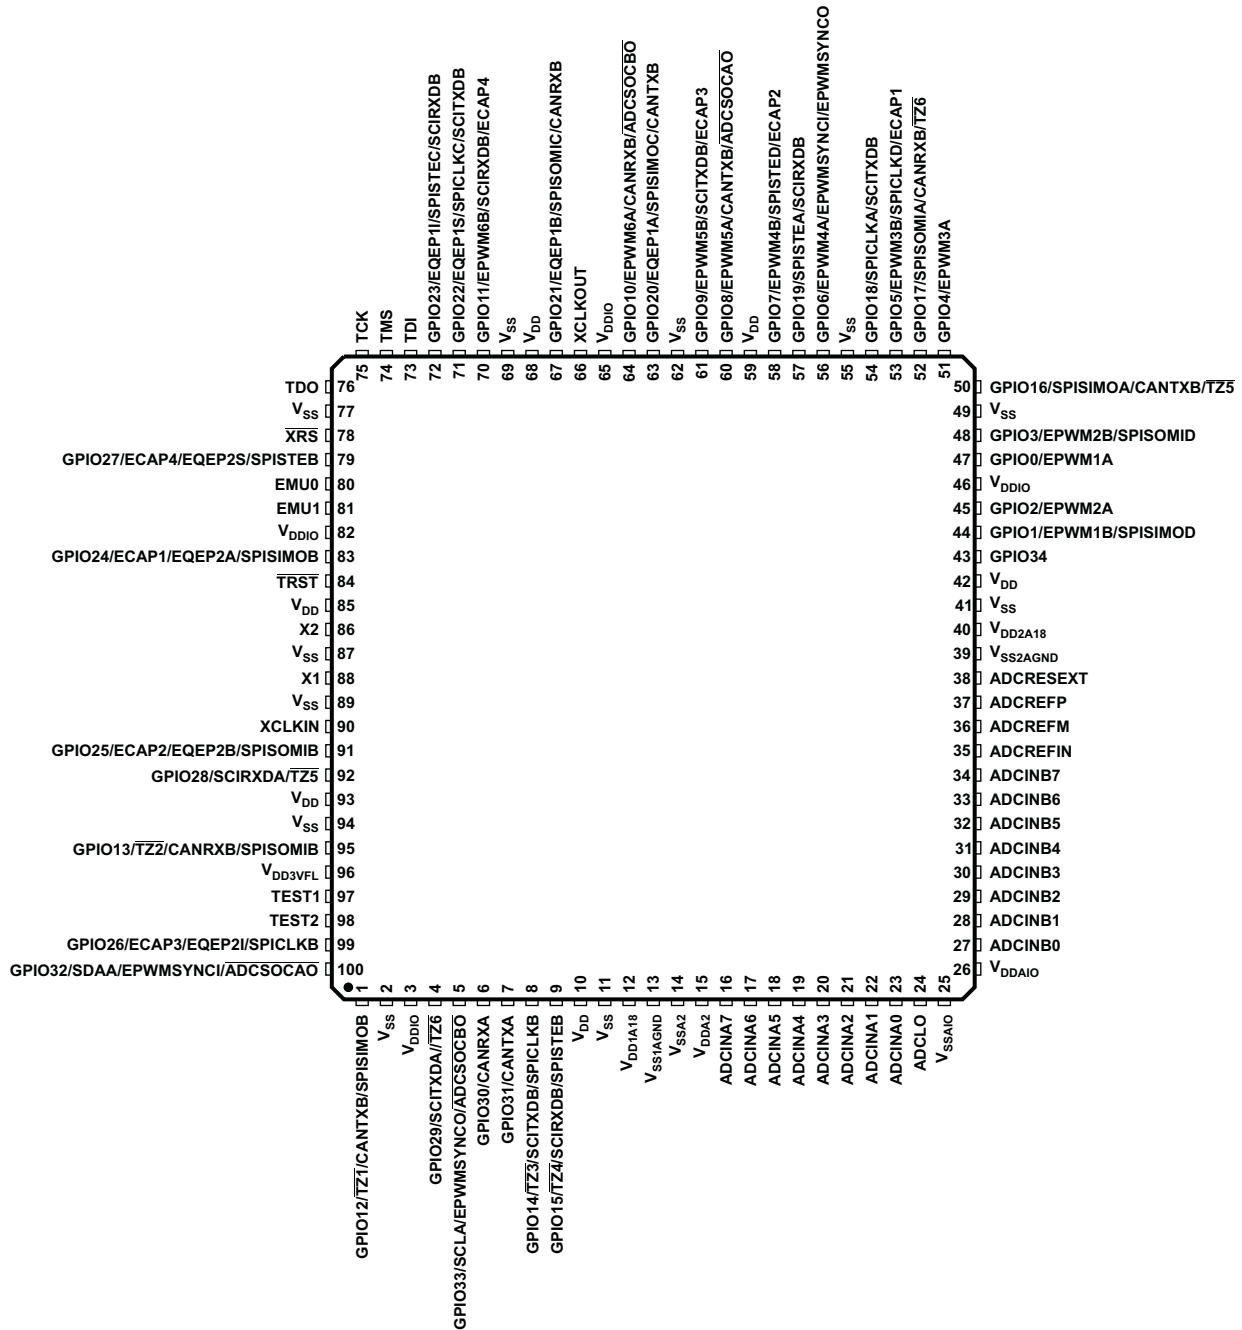 TCK
TMS
TDI
GPIO23/EQEP1I/SPISTEC/SCIRXDB
GPIO22/EQEP1S/SPICLKC/SCITXDB
GPIO11/EPWM6B/SCIRXDB/ECAP4
VSS
VDD
GPIO21/EQEP1B/SPISOMIC/CANRXB
XCLKOUT
VDDIO
GPIO10/EPWM6A/CANRXB/ADCSOCBO
GPIO20/EQEP1A/SPISIMOC/CANTXB
VSS
GPIO9/EPWM5B/SCITXDB/ECAP3
GPIO8/EPWM5A/CANTXB/ADCSOCAO
VDD
GPIO7/EPWM4B/SPISTED/ECAP2
GPIO19/SPISTEA/SCIRXDB
GPIO6/EPWM4A/EPWMSYNCI/EPWMSYNCO
VSS
GPIO18/SPICLKA/SCITXDB
GPIO5/EPWM3B/SPICLKD/ECAP1
GPIO17/SPISOMIA/CANRXB/TZ6
GPIO4/EPWM3A
75 74 73 72 71 70 69 68 67 66 65 64 63 62 61 60 59 58 57 56 55 54 53 52 51
TDO 76
VSS 77
XRS 78
GPIO27/ECAP4/EQEP2S/SPISTEB 79
EMU0 80
EMU1 81
VDDIO 82
GPIO24/ECAP1/EQEP2A/SPISIMOB 83
TRST 84
VDD 85
X2 86
VSS 87
X1 88
VSS 89
XCLKIN 90
GPIO25/ECAP2/EQEP2B/SPISOMIB 91
GPIO28/SCIRXDA/TZ5 92
VDD 93
VSS 94
GPIO13/TZ2/CANRXB/SPISOMIB 95
VDD3VFL 96
TEST1 97
TEST2 98
GPIO26/ECAP3/EQEP2I/SPICLKB 99
GPIO32/SDAA/EPWMSYNCI/ADCSOCAO 100
50 GPIO16/SPISIMOA/CANTXB/TZ5
49 VSS
48 GPIO3/EPWM2B/SPISOMID
47 GPIO0/EPWM1A
46 VDDIO
45 GPIO2/EPWM2A
44 GPIO1/EPWM1B/SPISIMOD
43 GPIO34
42 VDD
41 VSS
40 VDD2A18
39 VSS2AGND
38 ADCRESEXT
37 ADCREFP
36 ADCREFM
35 ADCREFIN
34 ADCINB7
33 ADCINB6
32 ADCINB5
31 ADCINB4
30 ADCINB3
29 ADCINB2
28 ADCINB1
27 ADCINB0
26 VDDAIO
1 2 3 4 5 6 7 8 9 10 11 12 13 14 15 16 17 18 19 20 21 22 23 24 25
GPIO12/TZ1/CANTXB/SPISIMOB
VSS
VDDIO
GPIO29/SCITXDA//TZ6
GPIO33/SCLA/EPWMSYNCO/ADCSOCBO
GPIO30/CANRXA
GPIO31/CANTXA
GPIO14/TZ3/SCITXDB/SPICLKB
GPIO15/TZ4/SCIRXDB/SPISTEB
VDD
VSS
VDD1A18
VSS1AGND
VSSA2
VDDA2
ADCINA7
ADCINA6
ADCINA5
ADCINA4
ADCINA3
ADCINA2
ADCINA1
ADCINA0
ADCLO
VSSAIO